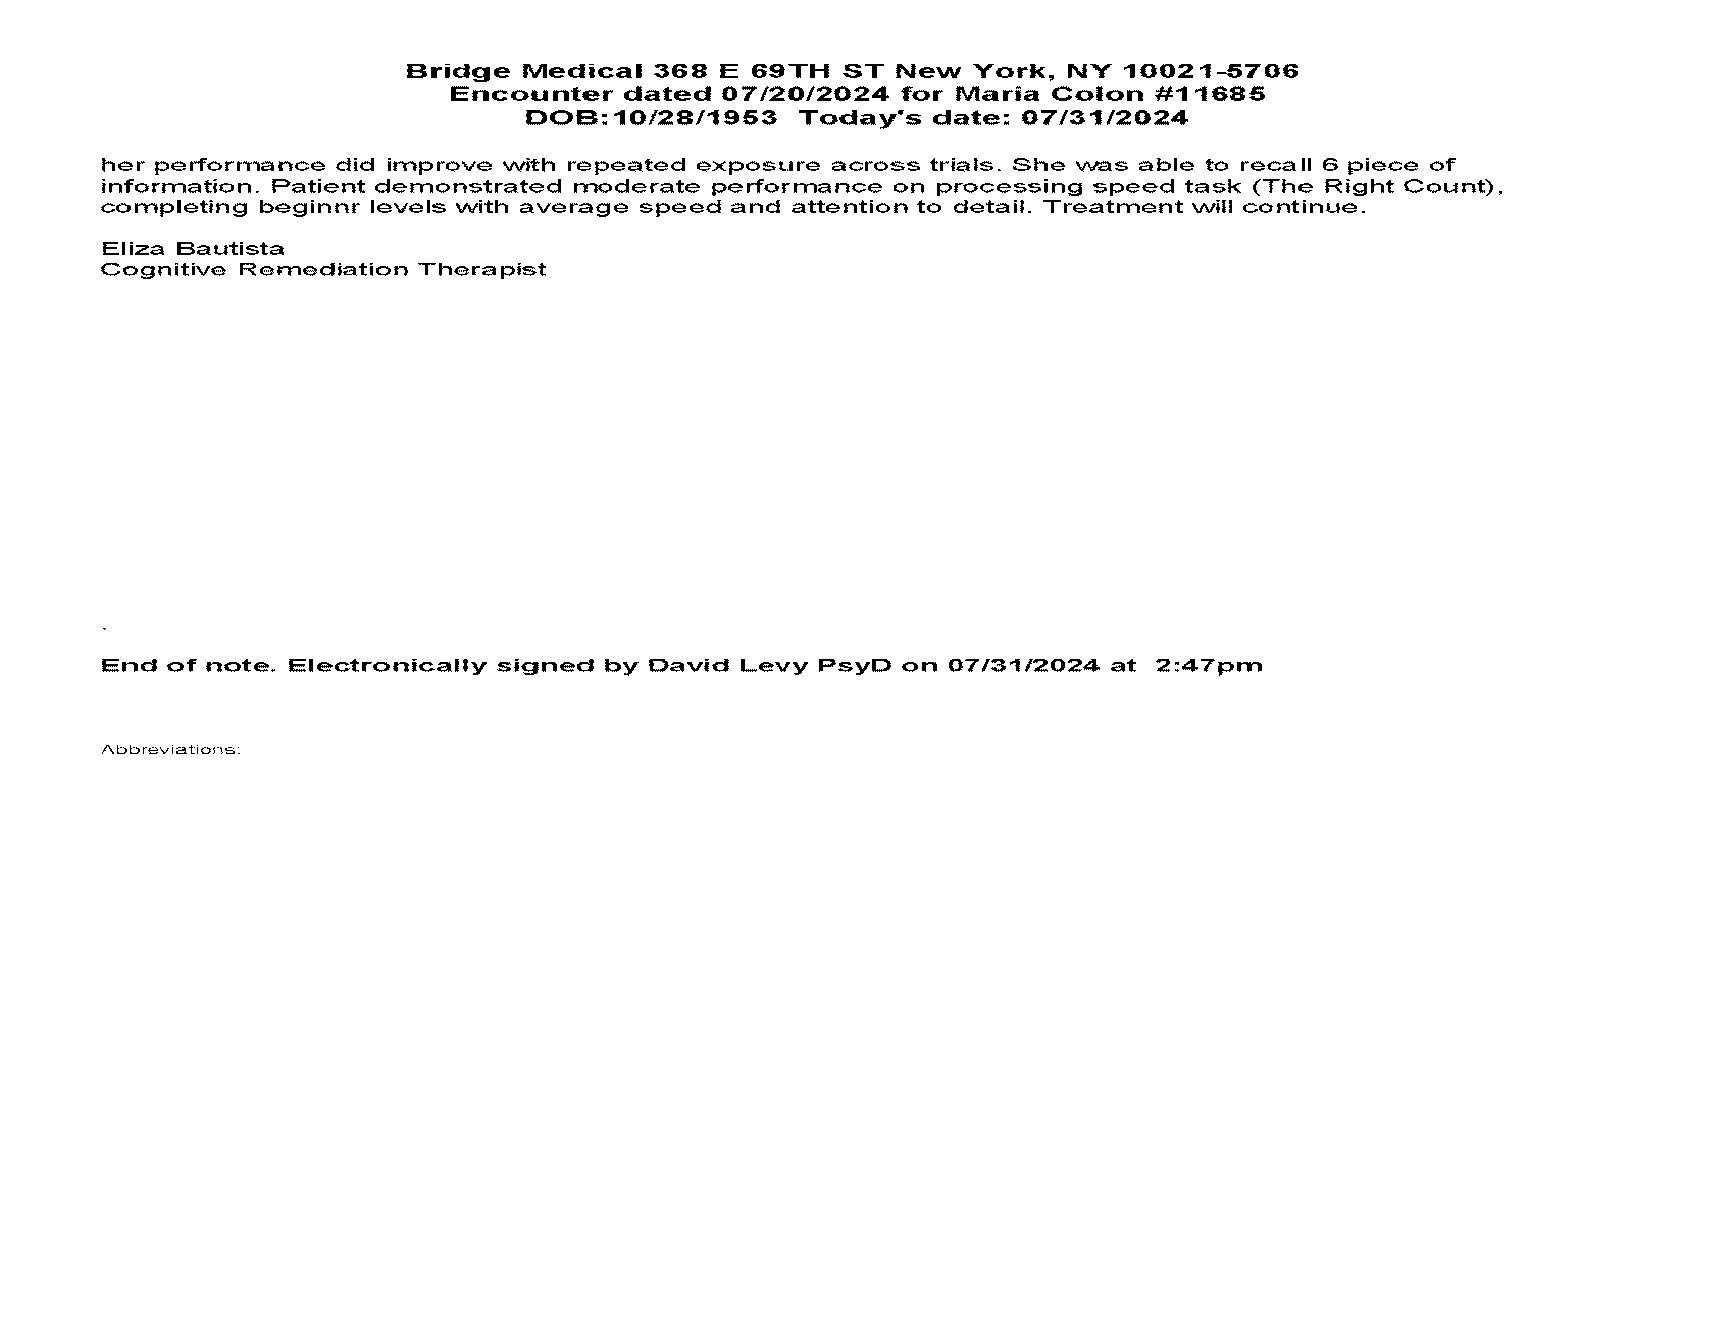 Bridge Medical 368 E 69TH ST New York, NY 10021-5706
Encounter dated 07/20/2024 for Maria Colon #11685
DOB:10/28/1953 Today's date: 07/31/2024
her performance did improve with repeated exposure across trials. She was able to recall 6 piece of
information. Patient demonstrated moderate performance on processing speed task (The Right Count),
completing beginnr levels with average speed and attention to detail. Treatment will continue.
Eliza Bautista
Cognitive Remediation Therapist
.
End of note. Electronically signed by David Levy PsyD on 07/31/2024 at 2:47pm
Abbreviations: